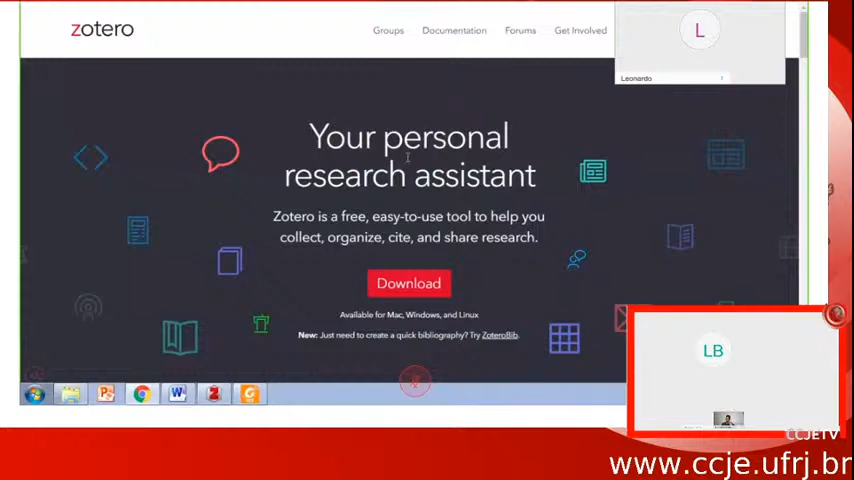 zotero
Groups Documentation Forums Get Involved
L
Leonardo
Your personal
research assistant
Zotero is a free, easy-to-use tool to help you
collect, organize, cite, and share research.
Download
Available for Mac, Windows, and Linux
New: Just need to create a quick bibliography? Try ZoteroBib.
LB
CCJETV
www.ccje.ufrj.br